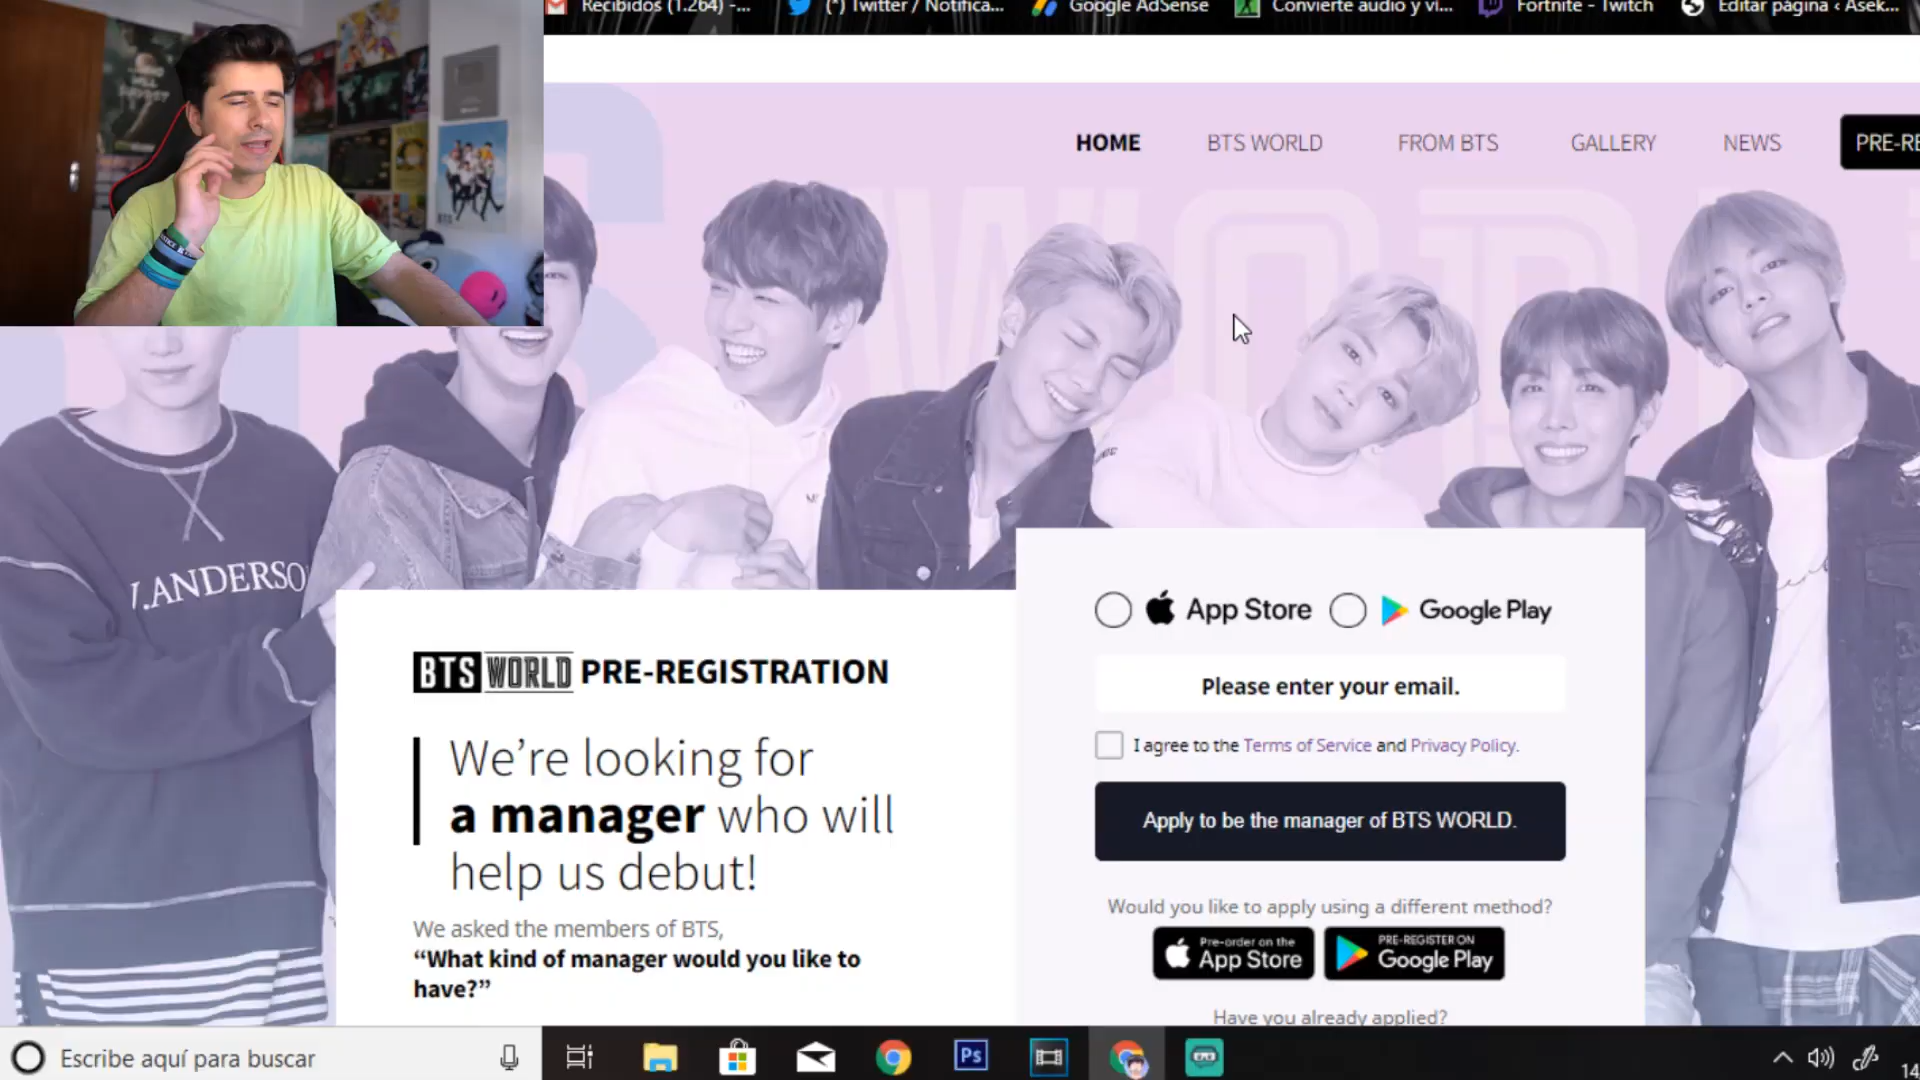 Recibidos (1.264) -...
(*) Twitter / Notifica...
Google AdSense
Convierte audio y ví...
Fortnite - Twitch
Editar página ‹ Asek...
HOME
BTS WORLD
FROM BTS
GALLERY
NEWS
PRE-RE
BTS
.ANDERSO
BTS WORLD PRE-REGISTRATION
We’re looking for
a manager who will
help us debut!
We asked the members of BTS,
“What kind of manager would you like to
have?”
App Store
Google Play
Please enter your email.
I agree to the Terms of Service and Privacy Policy.
Apply to be the manager of BTS WORLD.
Would you like to apply using a different method?
Pre-order on the
App Store
PRE-REGISTER ON
Google Play
Have you already applied?
Escribe aquí para buscar
Ps
14